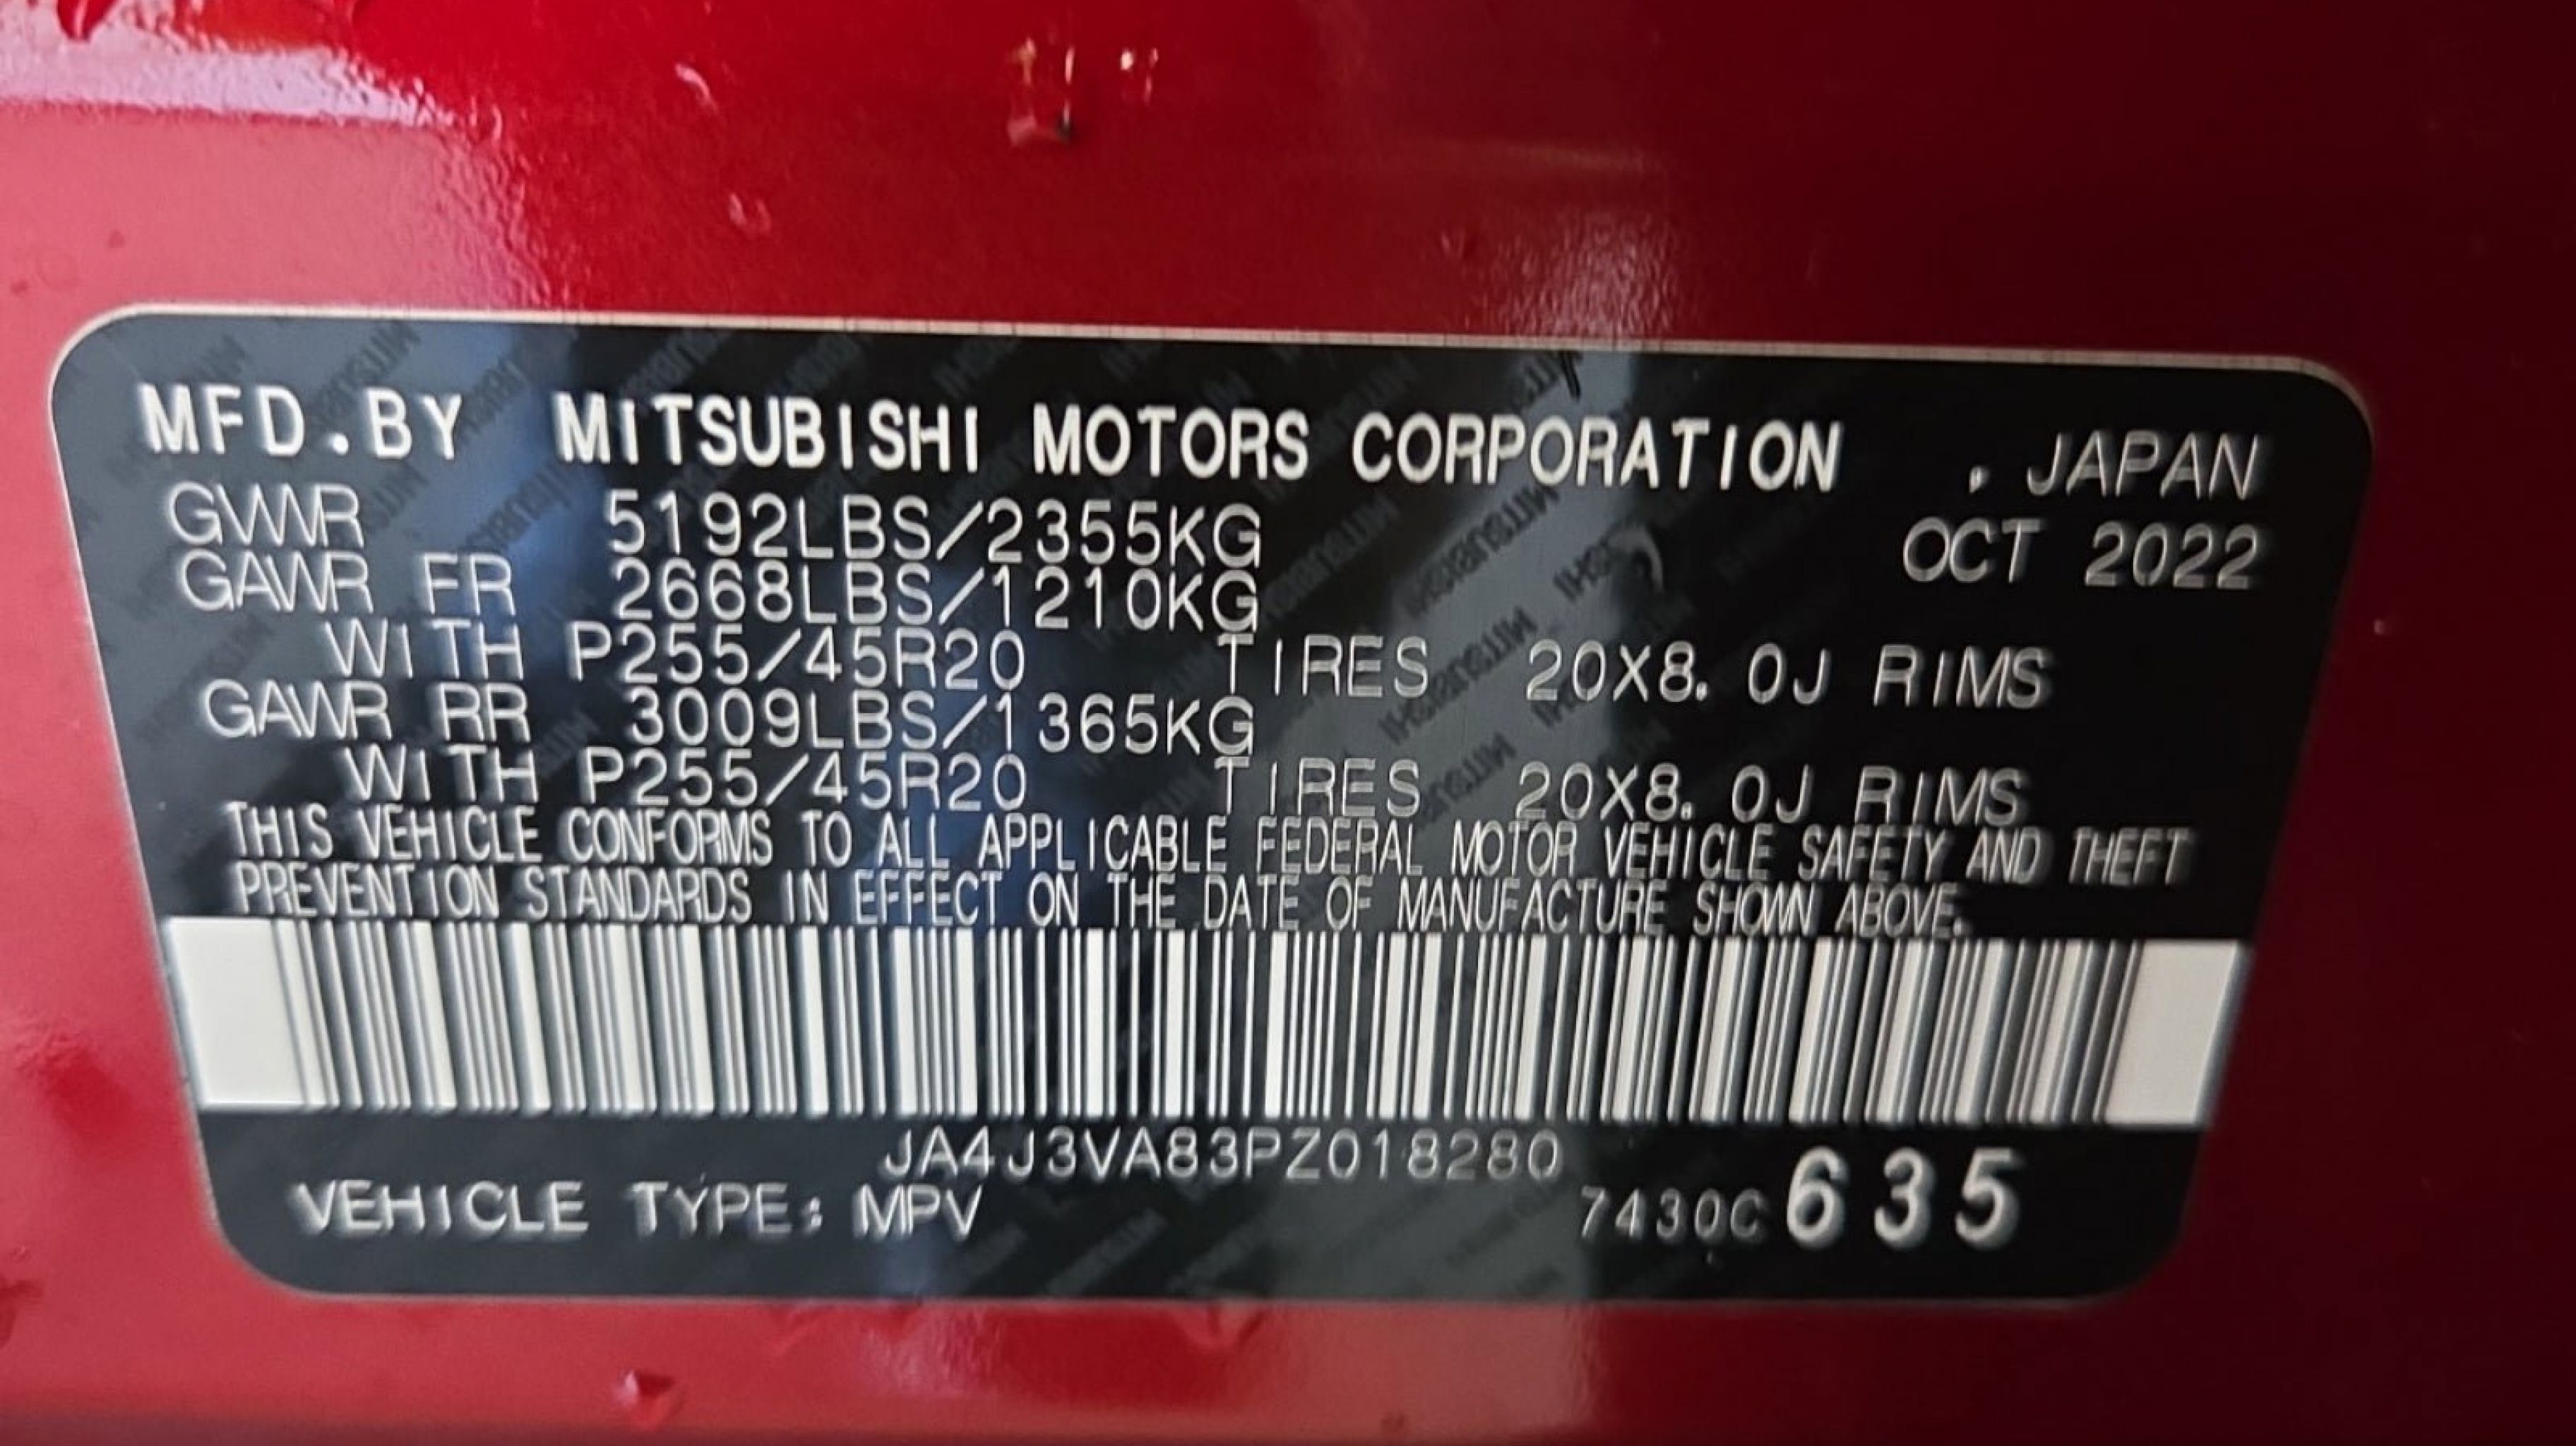 MFD.BY MITSUBISHI MOTORS CORPORATION , JAPAN
GVWR 5192LBS/2355KG OCT 2022
GAWR FR 2668LBS/1210KG
WITH P255/45R20 TIRES 20X8.0J RIMS
GAWR RR 3009LBS/1365KG
WITH P255/45R20 TIRES 20X8.0J RIMS
THIS VEHICLE CONFORMS TO ALL APPLICABLE FEDERAL MOTOR VEHICLE SAFETY AND THEFT
PREVENTION STANDARDS IN EFFECT ON THE DATE OF MANUFACTURE SHOWN ABOVE.
JA4J3VA83PZ018280
VEHICLE TYPE: MPV 7430C 635